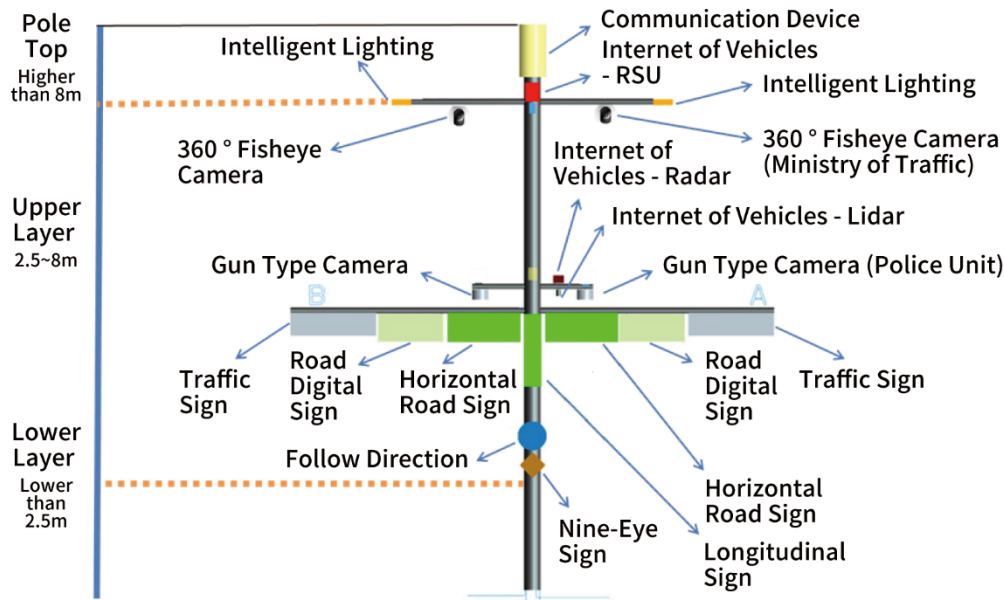 Pole
Top
Higher
than 8m
Intelligent Lighting
Communication Device
Internet of Vehicles
- RSU
Intelligent Lighting
360 ° Fisheye
Camera
Internet of
Vehicles - Radar
360 ° Fisheye Camera
(Ministry of Traffic)
Upper
Layer
2.5~8m
Internet of Vehicles - Lidar
Gun Type Camera
Gun Type Camera (Police Unit)
B
A
Traffic
Sign
Road
Digital
Sign
Horizontal
Road Sign
Road
Digital
Sign
Traffic Sign
Lower
Layer
Lower
than
2.5m
Follow Direction
Nine-Eye
Sign
Horizontal
Road Sign
Longitudinal
Sign